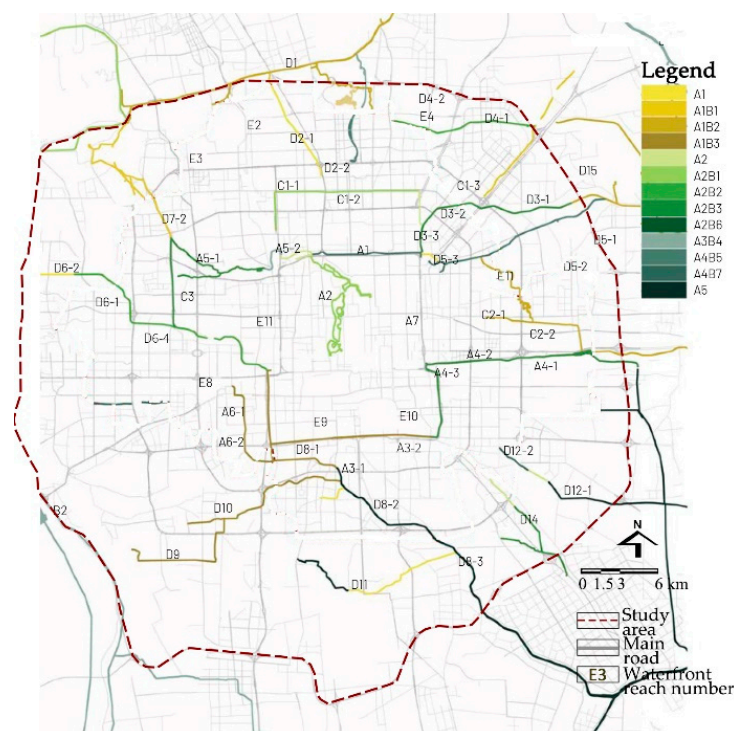 D1
D4-2
E4
D4-1
E2
D2-1
D2-2
E3
D15
C1-1
C1-2
C1-3
D3-2
D3-1
D7-2
D3-3
A5-2
A1
D5-1
A5-1
D5-3
D5-2
D6-2
E11
A2
C3
D6-1
C2-1
E11
A7
C2-2
D6-4
A4-2
A4-3
A4-1
E8
A6-1
E9
E10
A6-2
D8-1
A3-2
D12-2
A3-1
D12-1
B2
D10
D8-2
D14
D9
D11
D8-3
Legend
A1
A1B1
A1B2
A1B3
A2
A2B1
A2B2
A2B3
A2B6
A3B4
A4B5
A4B7
A5
N
0 1.5 3 6 km
Study
area
Main
road
E3 Waterfront
reach number